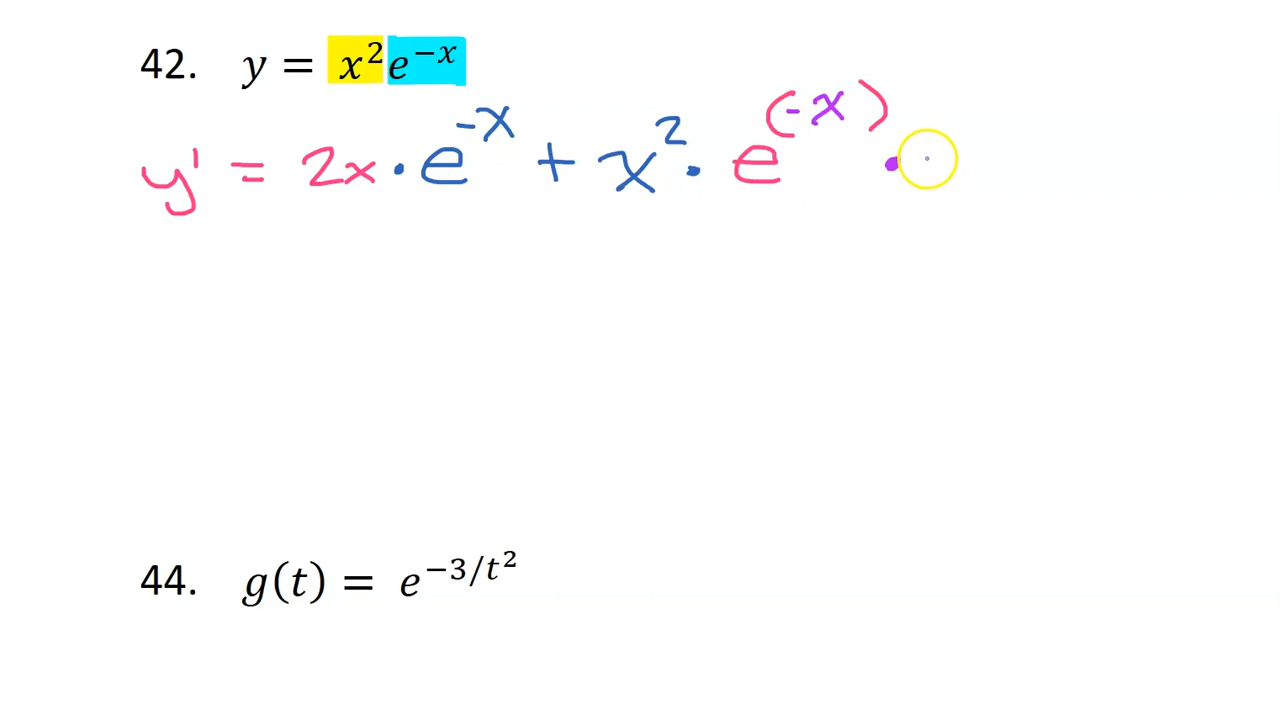 42. y = x²e⁻ˣ
y' = 2x · e⁻ˣ + x² · e⁽⁻ˣ⁾ ·
44. g(t) = e^{−3/t²}